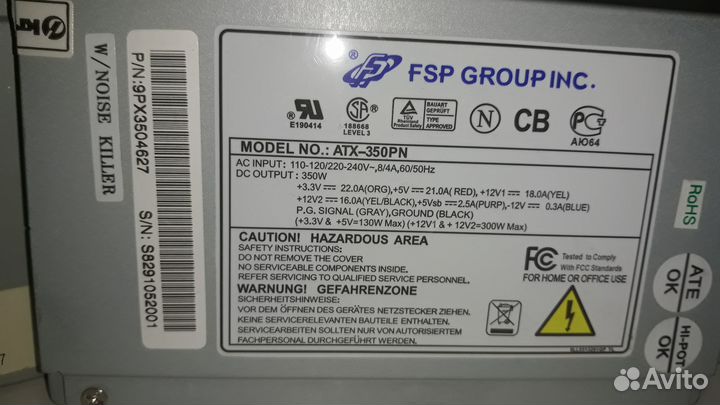 W/NOISE KILLER
P/N:9PX3504627
S/N: S8291052001
FSP GROUP INC.
E190414
SA
188668
LEVEL 3
TÜV
Rheinland
BAUART
GEPRÜFT
TYPE
APPROVED
N
CB
АЮ64
MODEL NO.: ATX-350PN
AC INPUT: 110-120/220-240V~,8/4A,60/50Hz
DC OUTPUT: 350W
+3.3V ⎓ 22.0A(ORG),+5V ⎓ 21.0A( RED), +12V1 ⎓ 18.0A(YEL)
+12V2 ⎓ 16.0A(YEL/BLACK),+5Vsb ⎓ 2.5A(PURP),-12V ⎓ 0.3A(BLUE)
P.G. SIGNAL (GRAY),GROUND (BLACK)
(+3.3V & +5V=130W Max) (+12V1 & +12V2=300W Max)
CAUTION! HAZARDOUS AREA
SAFETY INSTRUCTIONS:
DO NOT REMOVE THE COVER
NO SERVICEABLE COMPONENTS INSIDE.
REFER SERVICING TO QUALIFIED SERVICE PERSONNEL.
WARNUNG! GEFAHRENZONE
SICHERHEITSHINWEISE:
VOR DEM ÖFFNEN DES GERÄTES NETZSTECKER ZIEHEN.
KEINE SERVICERELEVANTEN BAUTEILE ENTHALTEN.
SERVICEARBEITEN SOLLTEN NUR VON AUTORISIERTEM
FACHPERSONAL DURCHGEFÜHRT WERDEN.
FC Tested to Comply
with FCC Standards
FOR HOME OR OFFICE USE
RoHS
ATE
OK
HI-POT
OK
7
Avito